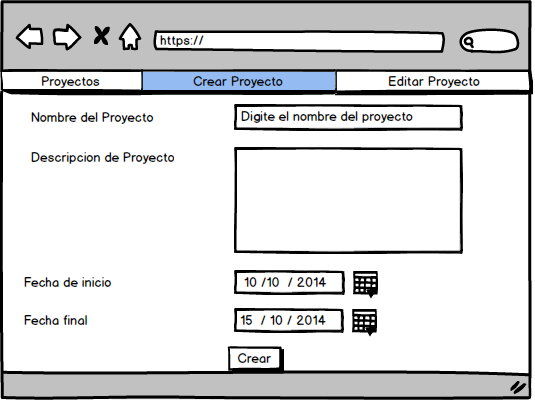 https://
Proyectos Crear Proyecto Editar Proyecto
Nombre del Proyecto Digite el nombre del proyecto
Descripcion de Proyecto
Fecha de inicio 10 /10 / 2014
Fecha final 15 / 10 / 2014
Crear